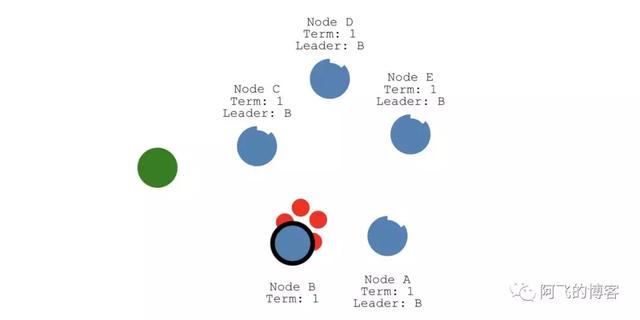 Node D
Term: 1
Leader: B
Node E
Term: 1
Leader: B
Node C
Term: 1
Leader: B
Node B
Term: 1
Node A
Term: 1
Leader: B
阿飞的博客